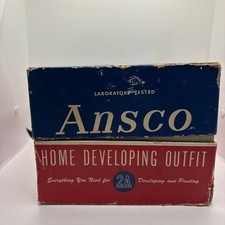 LABORATORY TESTED
Ansco
HOME DEVELOPING OUTFIT
Everything You Need for 2A Developing and Printing